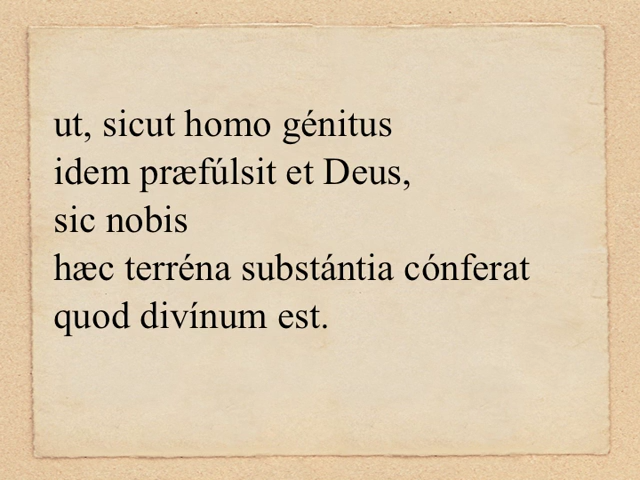 ut, sicut homo génitus
idem præfúlsit et Deus,
sic nobis
hæc terréna substántia cónferat
quod divínum est.